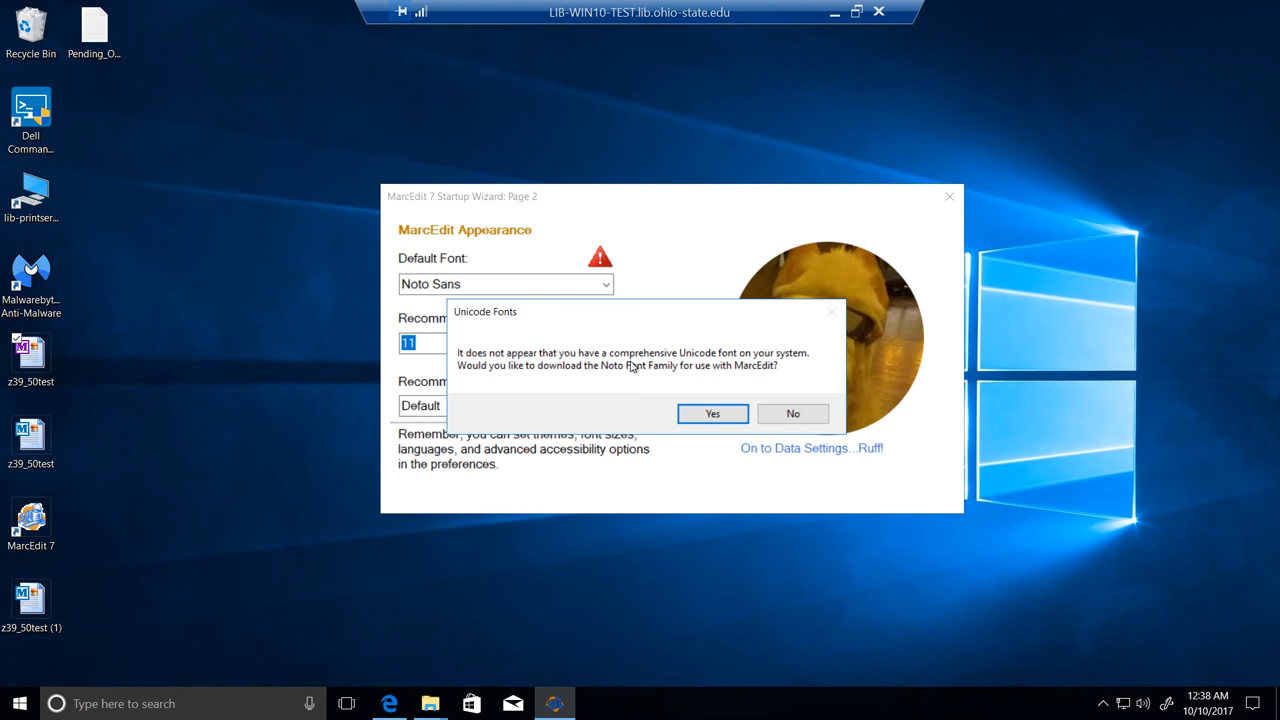 LIB-WIN10-TEST.lib.ohio-state.edu
Recycle Bin
Pending_O...
Dell
Comman...
lib-printser...
Malwarebyt...
Anti-Malware
z39_50test
z39_50test
MarcEdit 7
z39_50test (1)
MarcEdit 7 Startup Wizard: Page 2
MarcEdit Appearance
Default Font:
Noto Sans
Recomm
11
Recomm
Default
Unicode Fonts
It does not appear that you have a comprehensive Unicode font on your system.
Would you like to download the Noto Font Family for use with MarcEdit?
Yes
No
Remember, you can set themes, font sizes,
languages, and advanced accessibility options
in the preferences.
On to Data Settings...Ruff!
Type here to search
12:38 AM
10/10/2017